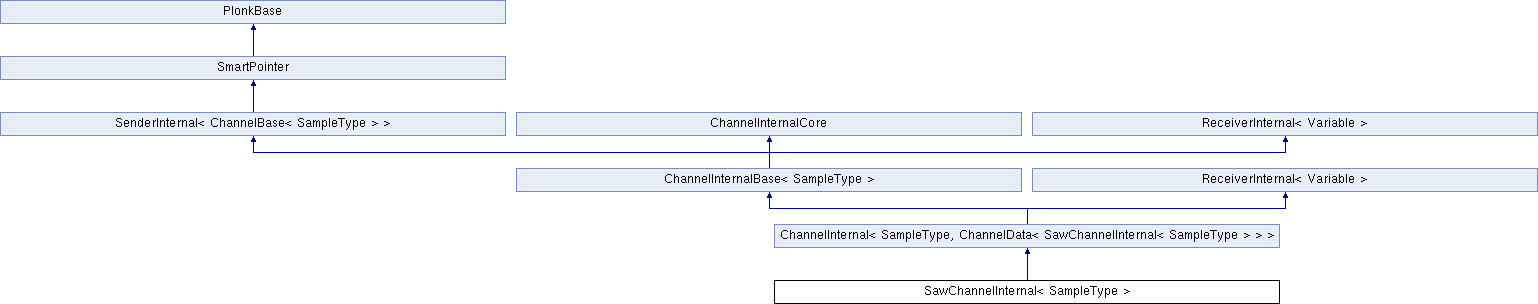 PlonkBase
SmartPointer
SenderInternal< ChannelBase< SampleType > >
ChannelInternalCore
ReceiverInternal< Variable >
ChannelInternalBase< SampleType >
ReceiverInternal< Variable >
ChannelInternal< SampleType, ChannelData< SawChannelInternal< SampleType > > >
SawChannelInternal< SampleType >